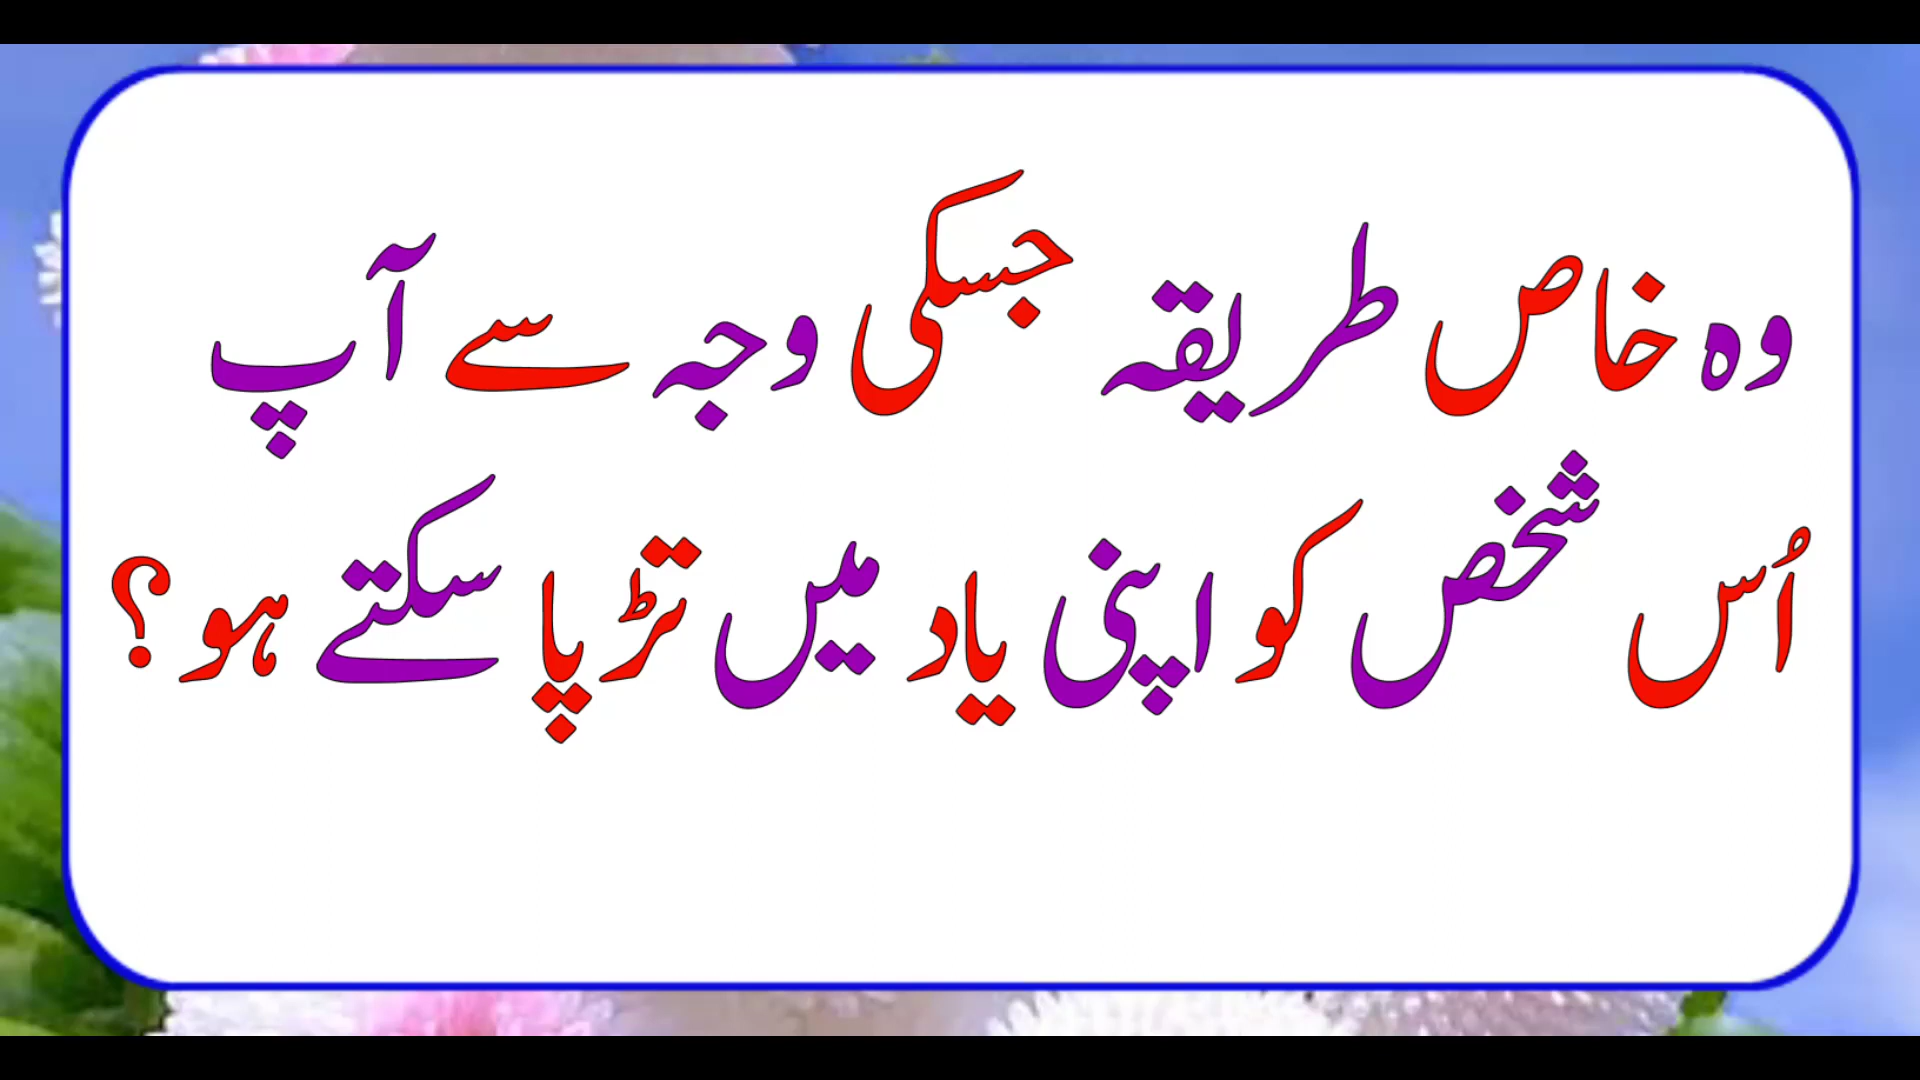 وہ خاص طریقہ جسکی وجہ سے آپ
اُس شخص کو اپنی یاد میں تڑپا سکتے ہو؟